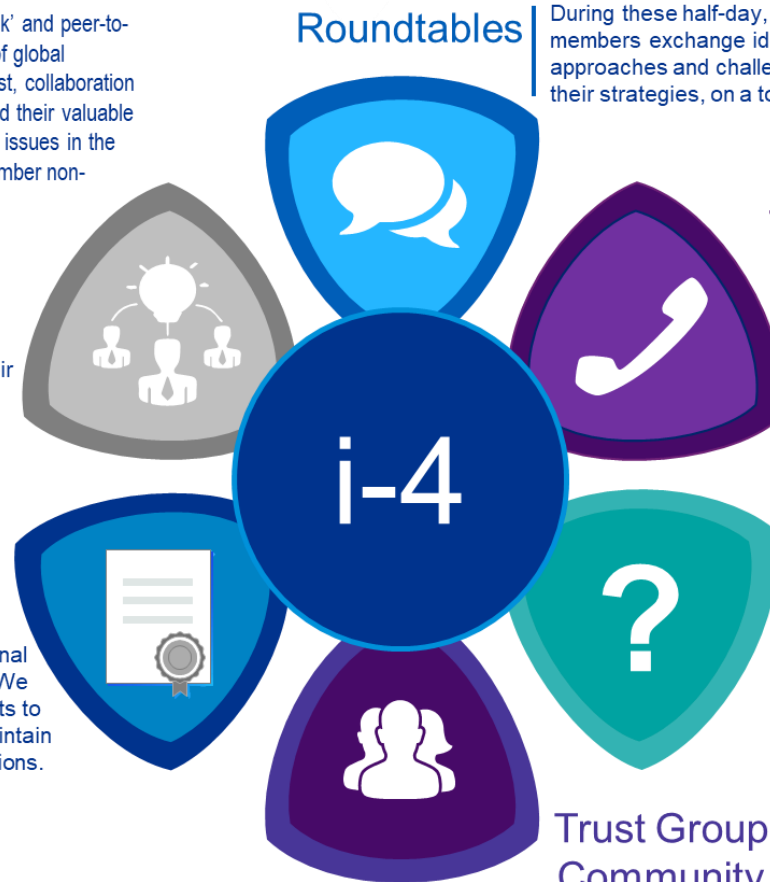 k' and peer-to-
of global
st, collaboration
d their valuable
issues in the
mber non-
Roundtables
During these half-day,
members exchange id
approaches and challe
their strategies, on a to
ir
i-4
?
nal
We
ts to
intain
ions.
Trust Group
Community